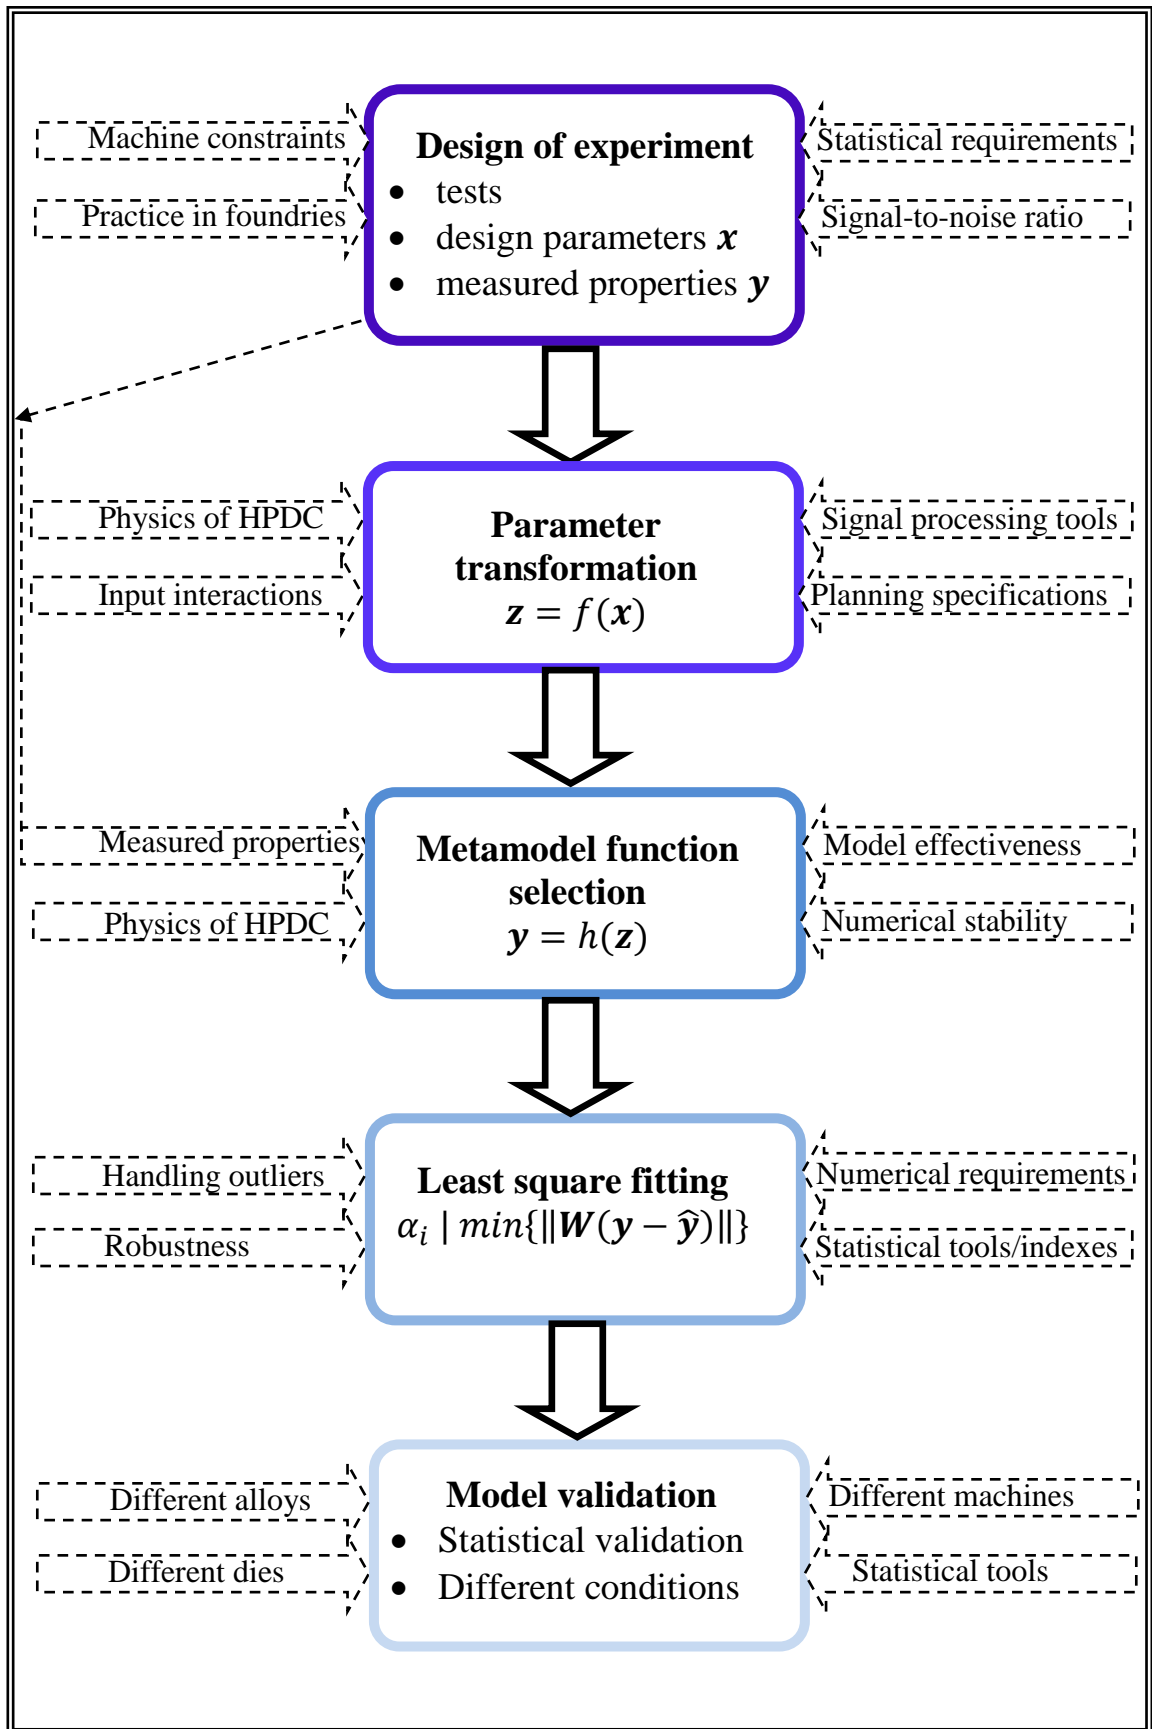 Machine constraints
Practice in foundries
Design of experiment
• tests
• design parameters x
• measured properties y
Statistical requirements
Signal-to-noise ratio
Physics of HPDC
Input interactions
Parameter
transformation
z = f(x)
Signal processing tools
Planning specifications
Measured properties
Physics of HPDC
Metamodel function
selection
y = h(z)
Model effectiveness
Numerical stability
Handling outliers
Robustness
Least square fitting
α_i | min{‖W(y − ŷ)‖}
Numerical requirements
Statistical tools/indexes
Different alloys
Different dies
Model validation
• Statistical validation
• Different conditions
Different machines
Statistical tools